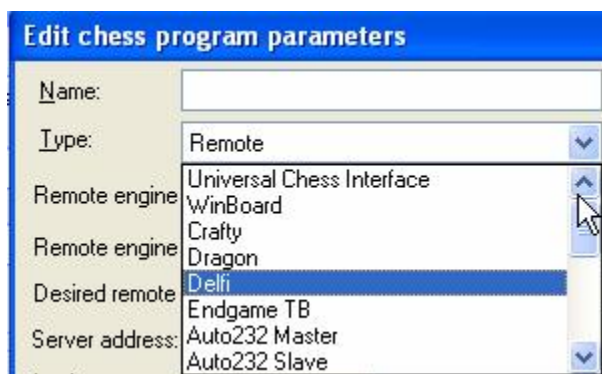 Edit chess program parameters
Name:
Type: Remote
Universal Chess Interface
Remote engine WinBoard
Crafty
Remote engine Dragon
Desired remote Delfi
Endgame TB
Server address: Auto232 Master
Auto232 Slave